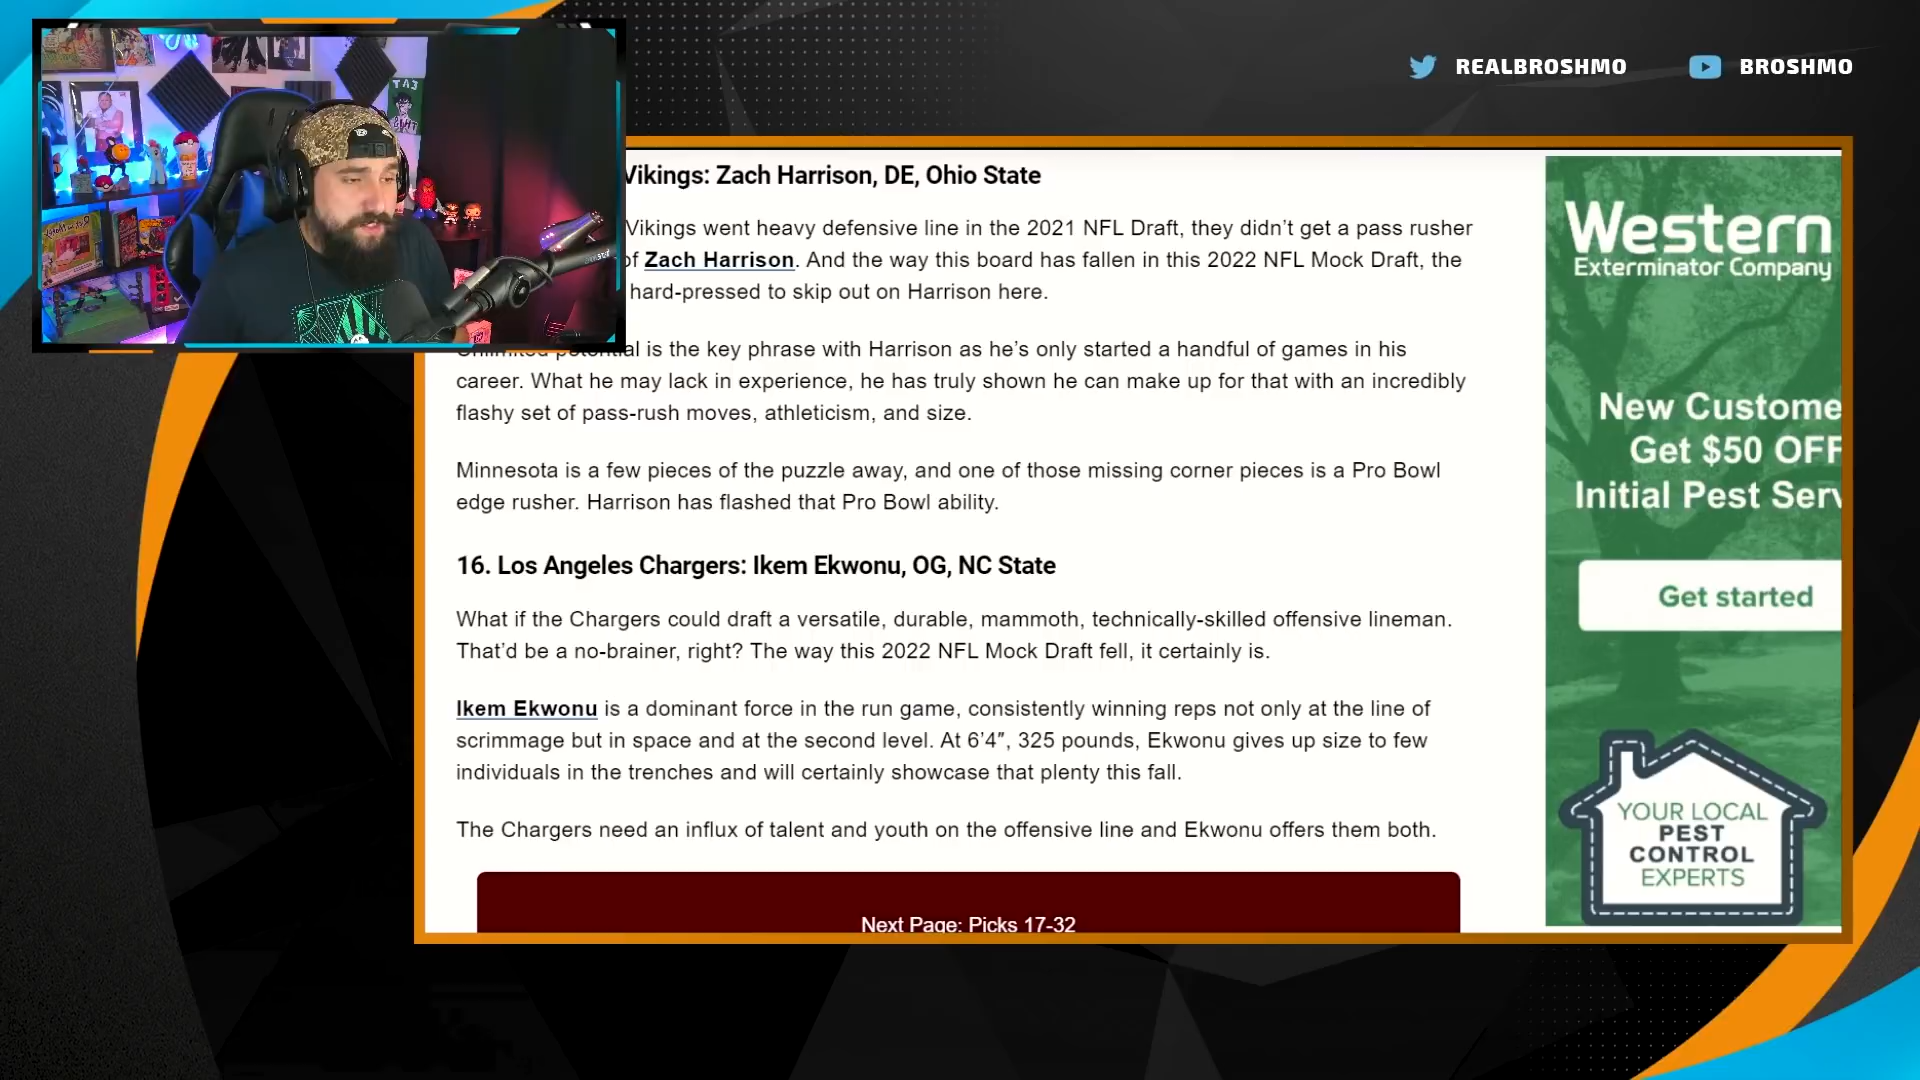 REALBROSHMO
BROSHMO
Vikings: Zach Harrison, DE, Ohio State
Vikings went heavy defensive line in the 2021 NFL Draft, they didn’t get a pass rusher
of Zach Harrison. And the way this board has fallen in this 2022 NFL Mock Draft, the
hard-pressed to skip out on Harrison here.
Unlimited potential is the key phrase with Harrison as he’s only started a handful of games in his
career. What he may lack in experience, he has truly shown he can make up for that with an incredibly
flashy set of pass-rush moves, athleticism, and size.
Minnesota is a few pieces of the puzzle away, and one of those missing corner pieces is a Pro Bowl
edge rusher. Harrison has flashed that Pro Bowl ability.
16. Los Angeles Chargers: Ikem Ekwonu, OG, NC State
What if the Chargers could draft a versatile, durable, mammoth, technically-skilled offensive lineman.
That’d be a no-brainer, right? The way this 2022 NFL Mock Draft fell, it certainly is.
Ikem Ekwonu is a dominant force in the run game, consistently winning reps not only at the line of
scrimmage but in space and at the second level. At 6’4″, 325 pounds, Ekwonu gives up size to few
individuals in the trenches and will certainly showcase that plenty this fall.
The Chargers need an influx of talent and youth on the offensive line and Ekwonu offers them both.
Next Page: Picks 17-32
Western
Exterminator Company
New Custome
Get $50 OFF
Initial Pest Serv
Get started
YOUR LOCAL
PEST
CONTROL
EXPERTS